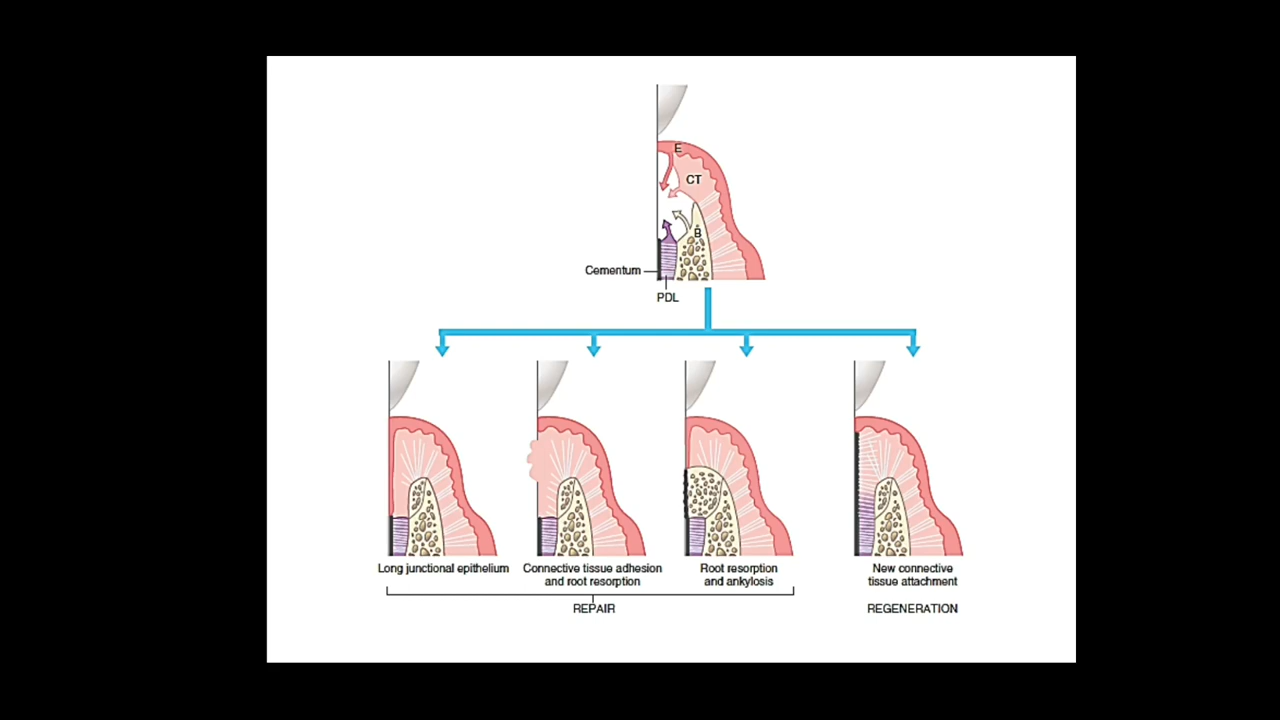 E
CT
B
Cementum
PDL
Long junctional epithelium
Connective tissue adhesion
and root resorption
Root resorption
and ankylosis
New connective
tissue attachment
REPAIR
REGENERATION